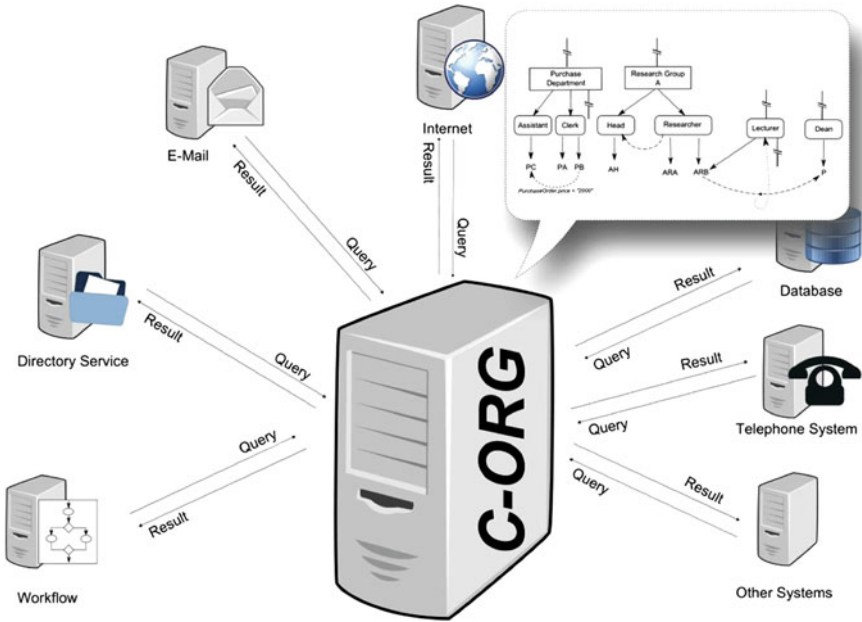 E-Mail
Internet
Purchase
Department
Research Group
A
Assistant
Clerk
Head
Researcher
Lecturer
Dean
PC
PA
PB
AH
ARA
ARB
P
PurchaseOrder.price < "2000"
Result
Query
Result
Query
Directory Service
Result
Query
Workflow
Query
Result
C-ORG
Result
Query
Database
Result
Query
Telephone System
Result
Query
Other Systems